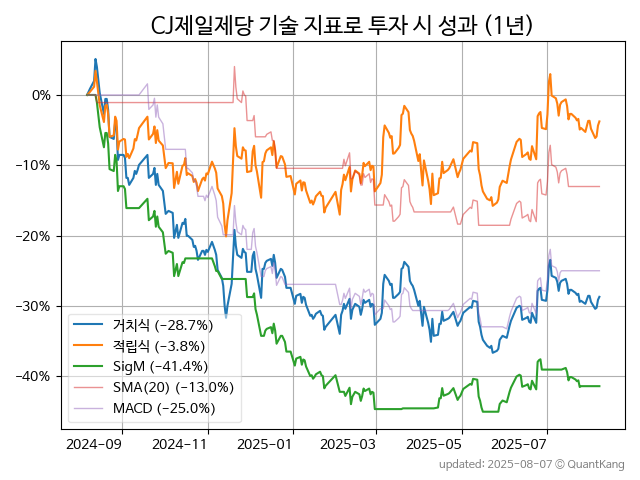 CJ제일제당 기술 지표로 투자 시 성과 (1년)
0%
−10%
−20%
−30%
−40%
거치식 (−28.7%)
적립식 (−3.8%)
SigM (−41.4%)
SMA(20) (−13.0%)
MACD (−25.0%)
2024-09
2024-11
2025-01
2025-03
2025-05
2025-07
updated: 2025-08-07 © QuantKang